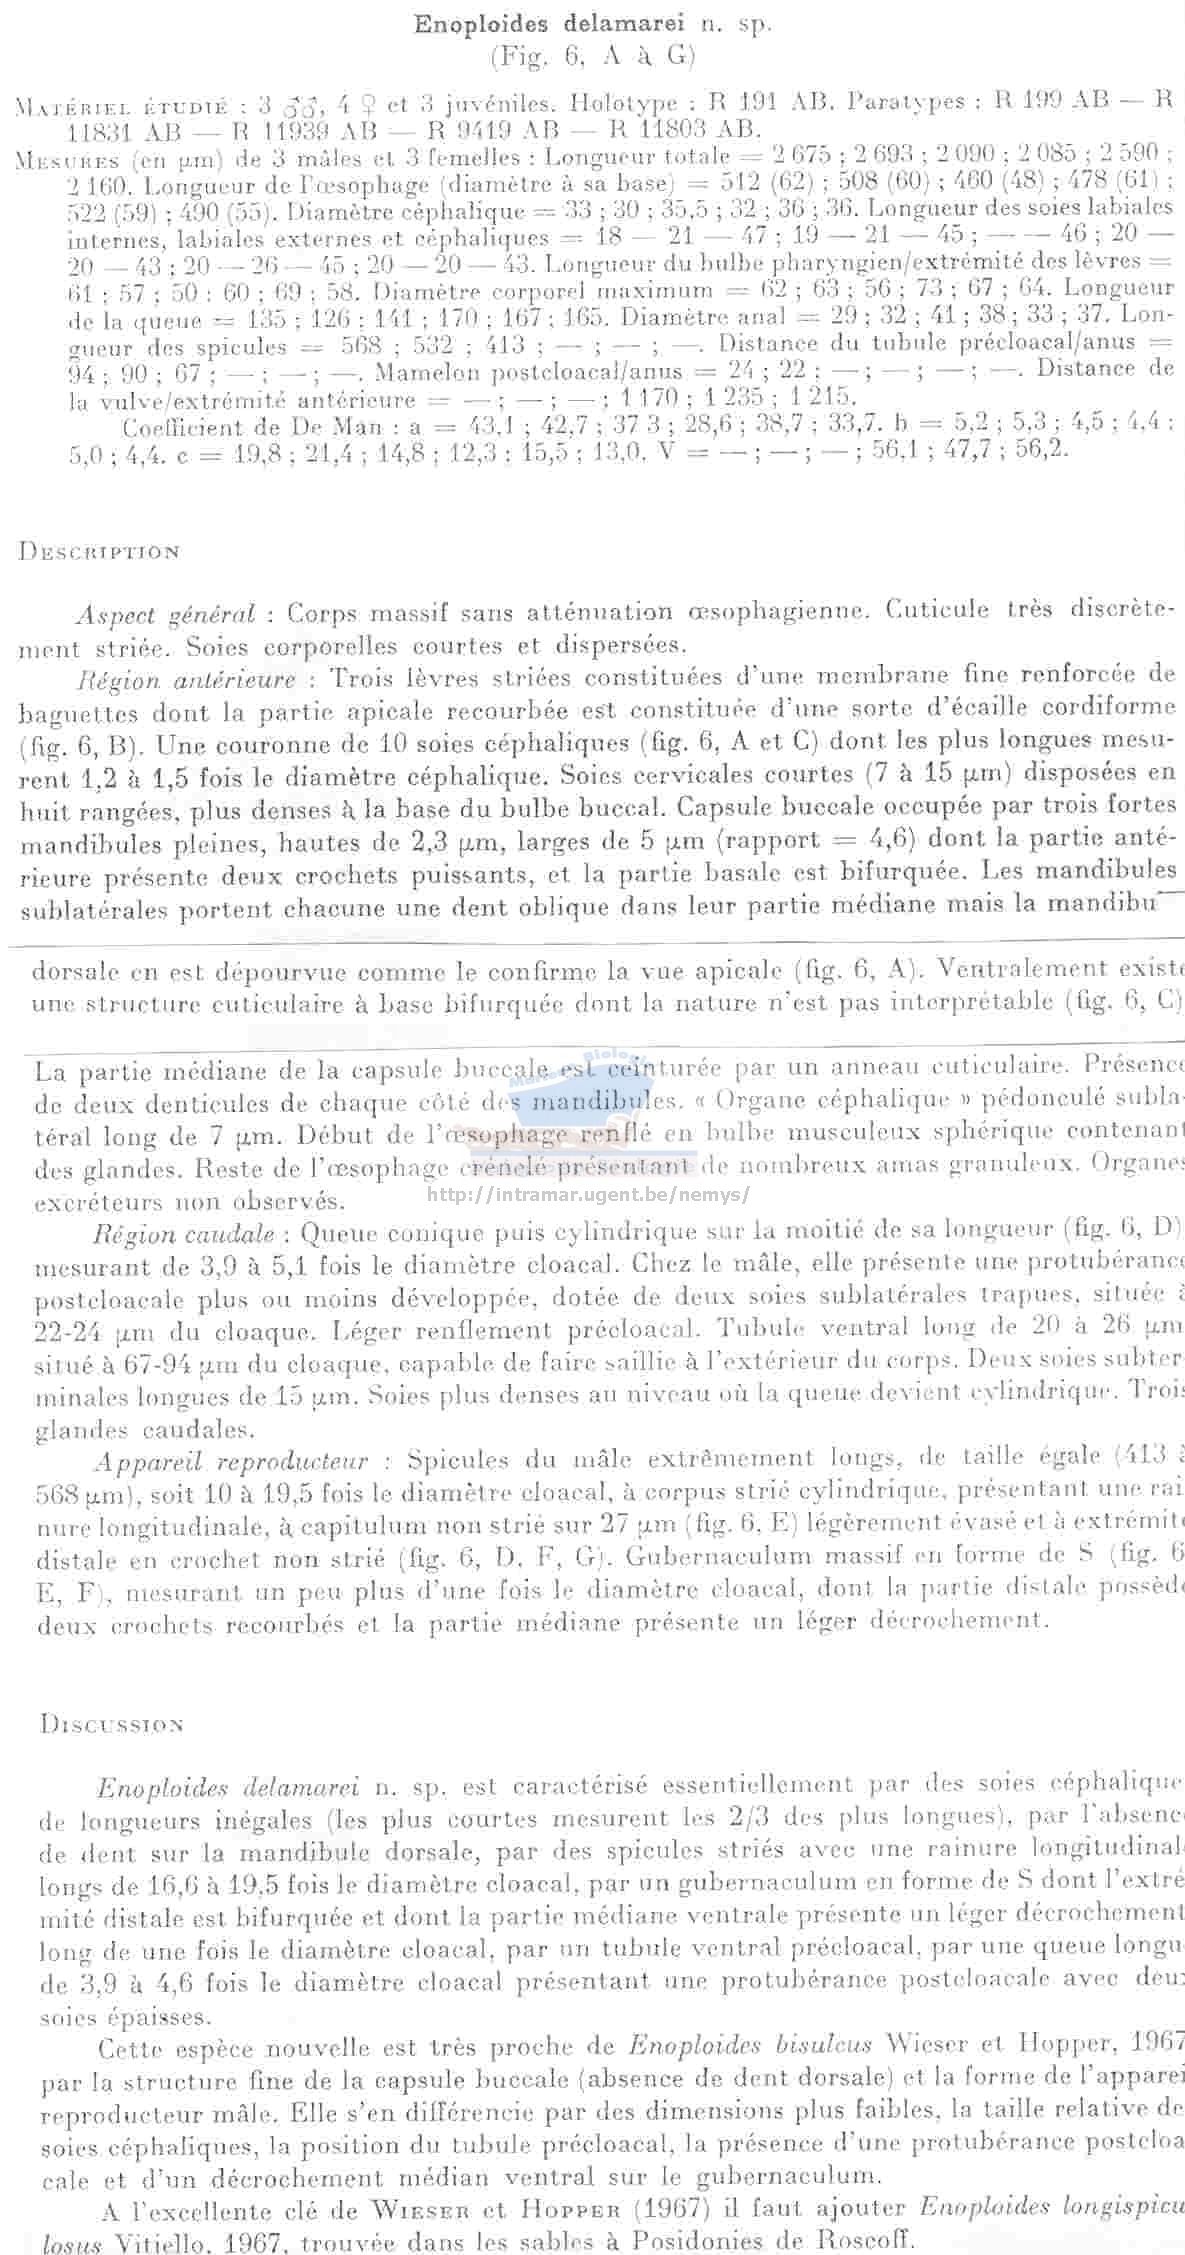 Enoploides delamarei n. sp.
(Fig. 6, A à G)
MATÉRIEL ÉTUDIÉ : 3 ♂♂, 4 ♀ et 3 juvéniles. Holotype : R 191 AB. Paratypes : R 199 AB — R
11831 AB — R 11939 AB — R 9419 AB — R 11803 AB.
MESURES (en µm) de 3 mâles et 3 femelles : Longueur totale = 2 675 ; 2 693 ; 2 090 ; 2 085 ; 2 590 ;
2 160. Longueur de l'œsophage (diamètre à sa base) = 512 (62) ; 508 (60) ; 460 (48) ; 478 (61) ;
522 (59) ; 490 (55). Diamètre céphalique = 33 ; 30 ; 35,5 ; 32 ; 36 ; 36. Longueur des soies labiales
internes, labiales externes et céphaliques = 18 — 21 — 47 ; 19 — 21 — 45 ; — — 46 ; 20 —
20 — 43 ; 20 — 26 — 45 ; 20 — 20 — 43. Longueur du bulbe pharyngien/extrémité des lèvres =
61 ; 57 ; 50 ; 60 ; 69 ; 58. Diamètre corporel maximum = 62 ; 63 ; 56 ; 73 ; 67 ; 64. Longueur
de la queue = 135 ; 126 ; 141 ; 170 ; 167 ; 165. Diamètre anal = 29 ; 32 ; 41 ; 38 ; 33 ; 37. Lon-
gueur des spicules = 568 ; 532 ; 413 ; — ; — ; —. Distance du tubule précloacal/anus =
94 ; 90 ; 67 ; — ; — ; —. Mamelon postcloacal/anus = 24 ; 22 ; — ; — ; — ; —. Distance de
la vulve/extrémité antérieure = — ; — ; — ; 1 170 ; 1 235 ; 1 215.
Coefficient de De Man : a = 43,1 ; 42,7 ; 37 3 ; 28,6 ; 38,7 ; 33,7. b = 5,2 ; 5,3 ; 4,5 ; 4,4 ;
5,0 ; 4,4. c = 19,8 ; 21,4 ; 14,8 ; 12,3 ; 15,5 ; 13,0. V = — ; — ; — ; 56,1 ; 47,7 ; 56,2.
DESCRIPTION
Aspect général : Corps massif sans atténuation œsophagienne. Cuticule très discrète-
ment striée. Soies corporelles courtes et dispersées.
Région antérieure : Trois lèvres striées constituées d'une membrane fine renforcée de
baguettes dont la partie apicale recourbée est constituée d'une sorte d'écaille cordiforme
(fig. 6, B). Une couronne de 10 soies céphaliques (fig. 6, A et C) dont les plus longues mesu-
rent 1,2 à 1,5 fois le diamètre céphalique. Soies cervicales courtes (7 à 15 µm) disposées en
huit rangées, plus denses à la base du bulbe buccal. Capsule buccale occupée par trois fortes
mandibules pleines, hautes de 2,3 µm, larges de 5 µm (rapport = 4,6) dont la partie anté-
rieure présente deux crochets puissants, et la partie basale est bifurquée. Les mandibules
sublatérales portent chacune une dent oblique dans leur partie médiane mais la mandibu
dorsale en est dépourvue comme le confirme la vue apicale (fig. 6, A). Ventralement existe
une structure cuticulaire à base bifurquée dont la nature n'est pas interprétable (fig. 6, C)
La partie médiane de la capsule buccale est ceinturée par un anneau cuticulaire. Présence
de deux denticules de chaque côté des mandibules. « Organe céphalique » pédonculé subla-
téral long de 7 µm. Début de l'œsophage renflé en bulbe musculeux sphérique contenant
des glandes. Reste de l'œsophage crénelé présentant de nombreux amas granuleux. Organes
excréteurs non observés.
http://intramar.ugent.be/nemys/
Région caudale : Queue conique puis cylindrique sur la moitié de sa longueur (fig. 6, D)
mesurant de 3,9 à 5,1 fois le diamètre cloacal. Chez le mâle, elle présente une protubérance
postcloacale plus ou moins développée, dotée de deux soies sublatérales trapues, située à
22-24 µm du cloaque. Léger renflement précloacal. Tubule ventral long de 20 à 26 µm
situé à 67-94 µm du cloaque, capable de faire saillie à l'extérieur du corps. Deux soies subter
minales longues de 15 µm. Soies plus denses au niveau où la queue devient cylindrique. Trois
glandes caudales.
Appareil reproducteur : Spicules du mâle extrêmement longs, de taille égale (413 à
568 µm), soit 10 à 19,5 fois le diamètre cloacal, à corpus strié cylindrique, présentant une rai
nure longitudinale, à capitulum non strié sur 27 µm (fig. 6, E) légèrement évasé et à extrémité
distale en crochet non strié (fig. 6, D, F, G). Gubernaculum massif en forme de S (fig. 6
E, F), mesurant un peu plus d'une fois le diamètre cloacal, dont la partie distale possède
deux crochets recourbés et la partie médiane présente un léger décrochement.
DISCUSSION
Enoploides delamarei n. sp. est caractérisé essentiellement par des soies céphalique
de longueurs inégales (les plus courtes mesurent les 2/3 des plus longues), par l'absence
de dent sur la mandibule dorsale, par des spicules striés avec une rainure longitudinale
longs de 16,6 à 19,5 fois le diamètre cloacal, par un gubernaculum en forme de S dont l'extré
mité distale est bifurquée et dont la partie médiane ventrale présente un léger décrochement
long de une fois le diamètre cloacal, par un tubule ventral précloacal, par une queue longu
de 3,9 à 4,6 fois le diamètre cloacal présentant une protubérance postcloacale avec deux
soies épaisses.
Cette espèce nouvelle est très proche de Enoploides bisulcus Wieser et Hopper, 1967
par la structure fine de la capsule buccale (absence de dent dorsale) et la forme de l'apparei
reproducteur mâle. Elle s'en différencie par des dimensions plus faibles, la taille relative de
soies céphaliques, la position du tubule précloacal, la présence d'une protubérance postcloa
cale et d'un décrochement médian ventral sur le gubernaculum.
A l'excellente clé de WIESER et HOPPER (1967) il faut ajouter Enoploides longispicu
losus Vitiello, 1967, trouvée dans les sables à Posidonies de Roscoff.